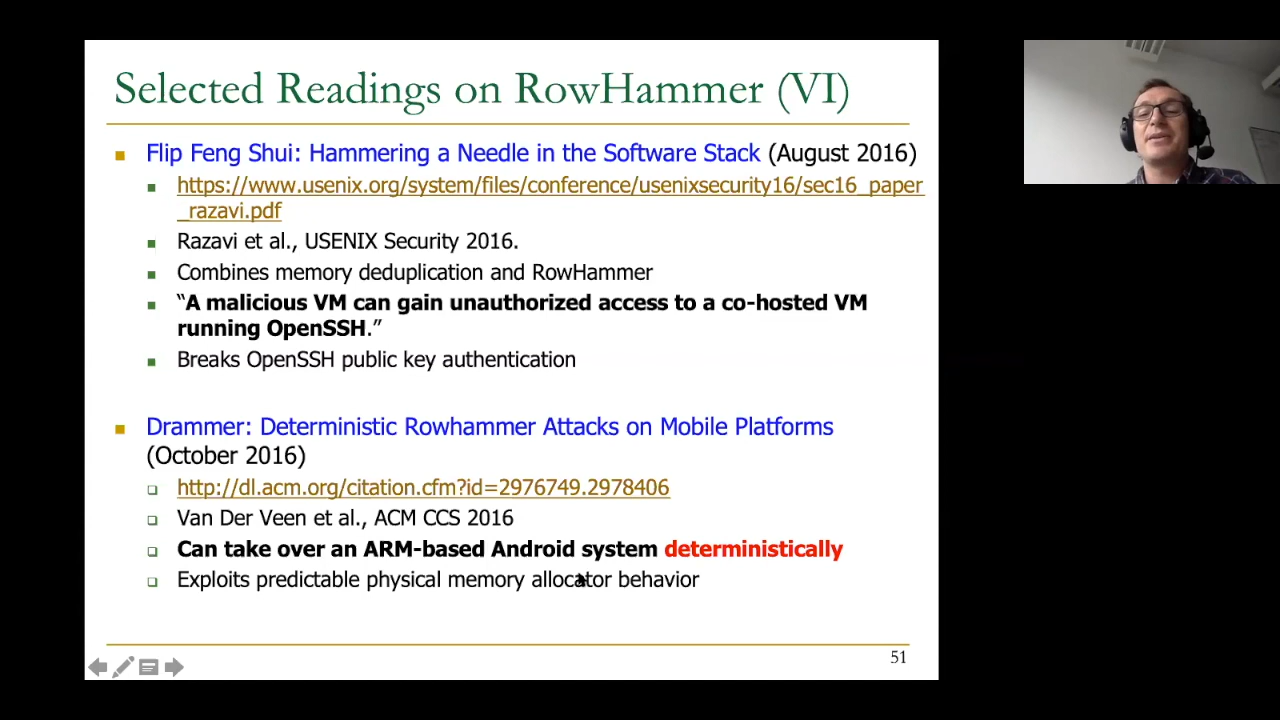 Selected Readings on RowHammer (VI)
Flip Feng Shui: Hammering a Needle in the Software Stack (August 2016)
https://www.usenix.org/system/files/conference/usenixsecurity16/sec16_paper
_razavi.pdf
Razavi et al., USENIX Security 2016.
Combines memory deduplication and RowHammer
“A malicious VM can gain unauthorized access to a co-hosted VM
running OpenSSH.”
Breaks OpenSSH public key authentication
Drammer: Deterministic Rowhammer Attacks on Mobile Platforms
(October 2016)
http://dl.acm.org/citation.cfm?id=2976749.2978406
Van Der Veen et al., ACM CCS 2016
Can take over an ARM-based Android system deterministically
Exploits predictable physical memory allocator behavior
51